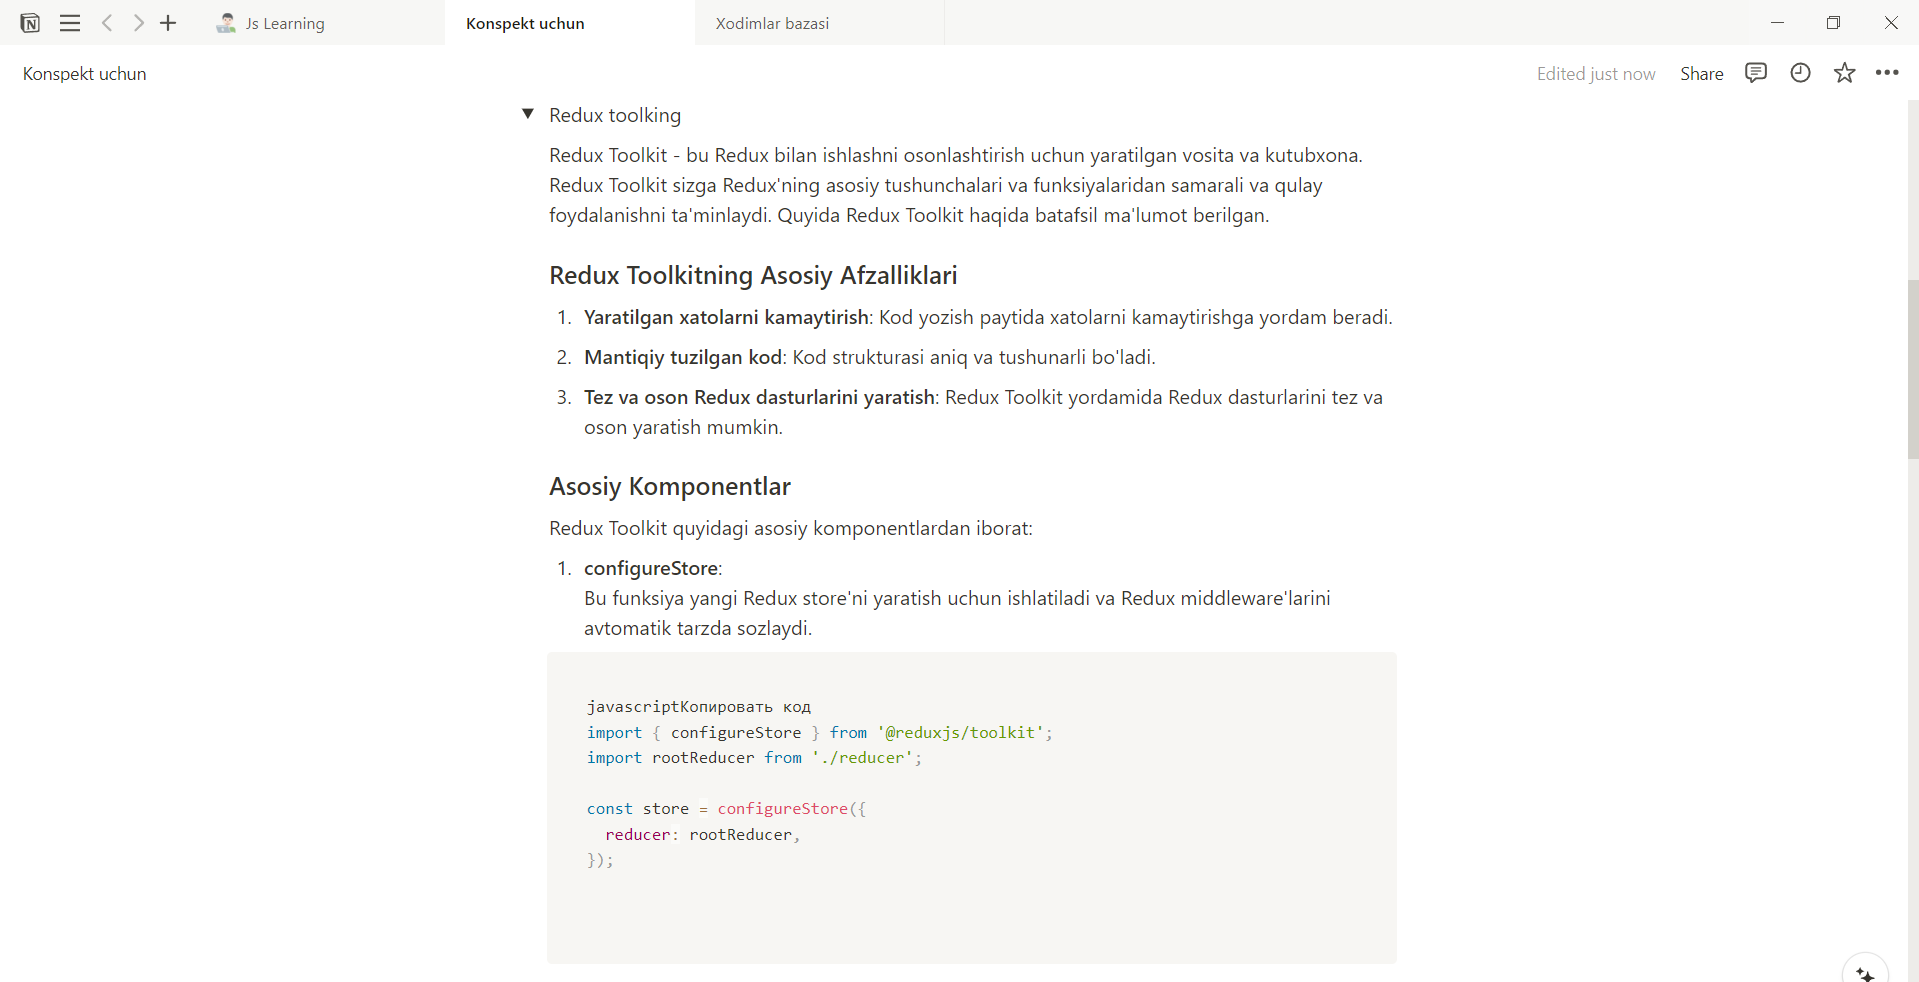 Js Learning
Konspekt uchun
Xodimlar bazasi
Konspekt uchun
Edited just now
Share
Redux toolking
Redux Toolkit - bu Redux bilan ishlashni osonlashtirish uchun yaratilgan vosita va kutubxona.
Redux Toolkit sizga Redux'ning asosiy tushunchalari va funksiyalaridan samarali va qulay
foydalanishni ta'minlaydi. Quyida Redux Toolkit haqida batafsil ma'lumot berilgan.
Redux Toolkitning Asosiy Afzalliklari
1. Yaratilgan xatolarni kamaytirish: Kod yozish paytida xatolarni kamaytirishga yordam beradi.
2. Mantiqiy tuzilgan kod: Kod strukturasi aniq va tushunarli bo'ladi.
3. Tez va oson Redux dasturlarini yaratish: Redux Toolkit yordamida Redux dasturlarini tez va
oson yaratish mumkin.
Asosiy Komponentlar
Redux Toolkit quyidagi asosiy komponentlardan iborat:
1. configureStore:
Bu funksiya yangi Redux store'ni yaratish uchun ishlatiladi va Redux middleware'larini
avtomatik tarzda sozlaydi.
javascriptКопировать код
import { configureStore } from '@reduxjs/toolkit';
import rootReducer from './reducer';
const store = configureStore({
  reducer: rootReducer,
});